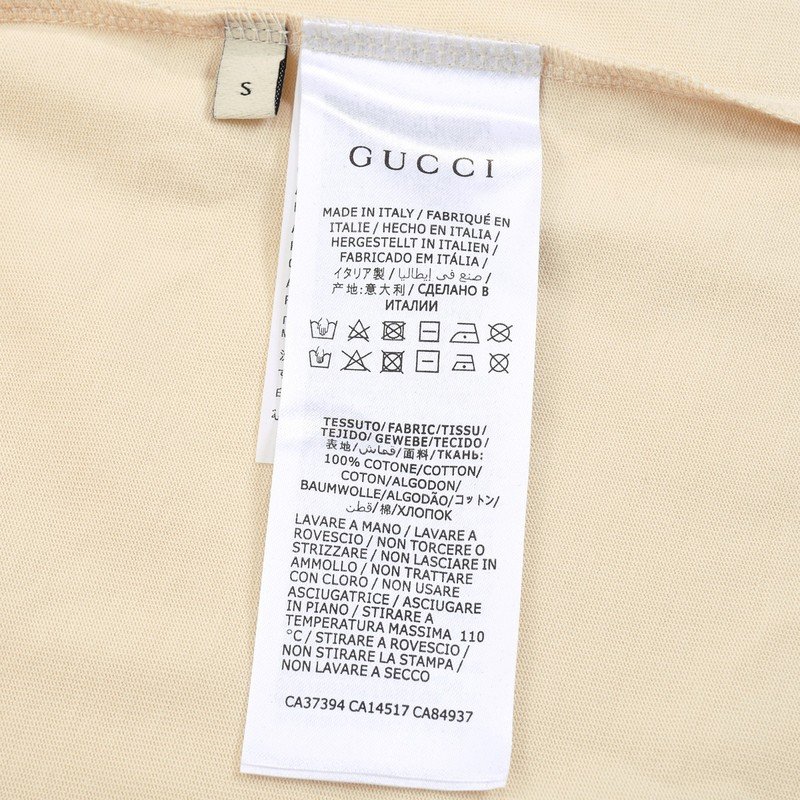 S
GUCCI
MADE IN ITALY / FABRIQUÉ EN
ITALIE / HECHO EN ITALIA /
HERGESTELLT IN ITALIEN /
FABRICADO EM ITÁLIA /
イタリア製 / صنع في إيطاليا /
产地:意大利 / СДЕЛАНО В
ИТАЛИИ
TESSUTO/FABRIC/TISSU/
TEJIDO/GEWEBE/TECIDO/
表地/قماش/面料/ТКАНЬ:
100% COTONE/COTTON/
COTON/ALGODON/
BAUMWOLLE/ALGODÃO/コットン/
قطن/棉/ХЛОПОК
LAVARE A MANO / LAVARE A
ROVESCIO / NON TORCERE O
STRIZZARE / NON LASCIARE IN
AMMOLLO / NON TRATTARE
CON CLORO / NON USARE
ASCIUGATRICE / ASCIUGARE
IN PIANO / STIRARE A
TEMPERATURA MASSIMA 110
°C / STIRARE A ROVESCIO /
NON STIRARE LA STAMPA /
NON LAVARE A SECCO
CA37394 CA14517 CA84937